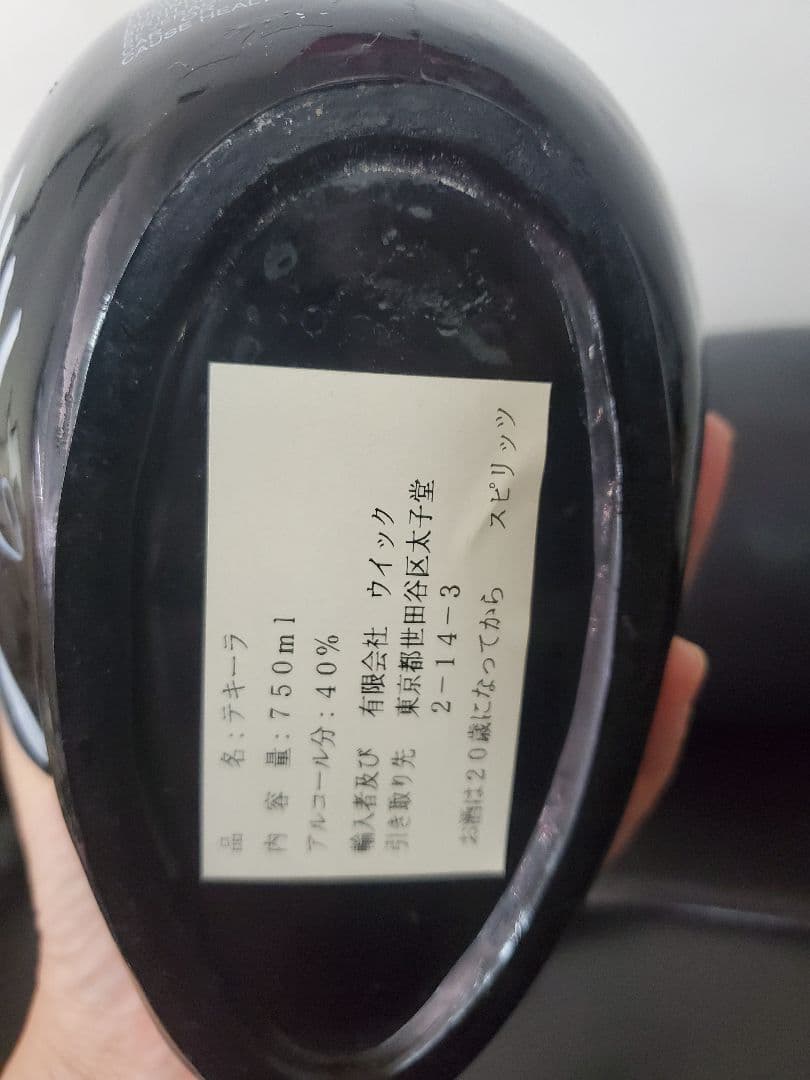 CAUSE HEAL
品 名:テキーラ
内 容 量:750ml
アルコール分:40%
輸入者及び 有限会社 ウイック
引き取り先 東京都世田谷区太子堂
2-14-3
お酒は20歳になってから スピリッツ